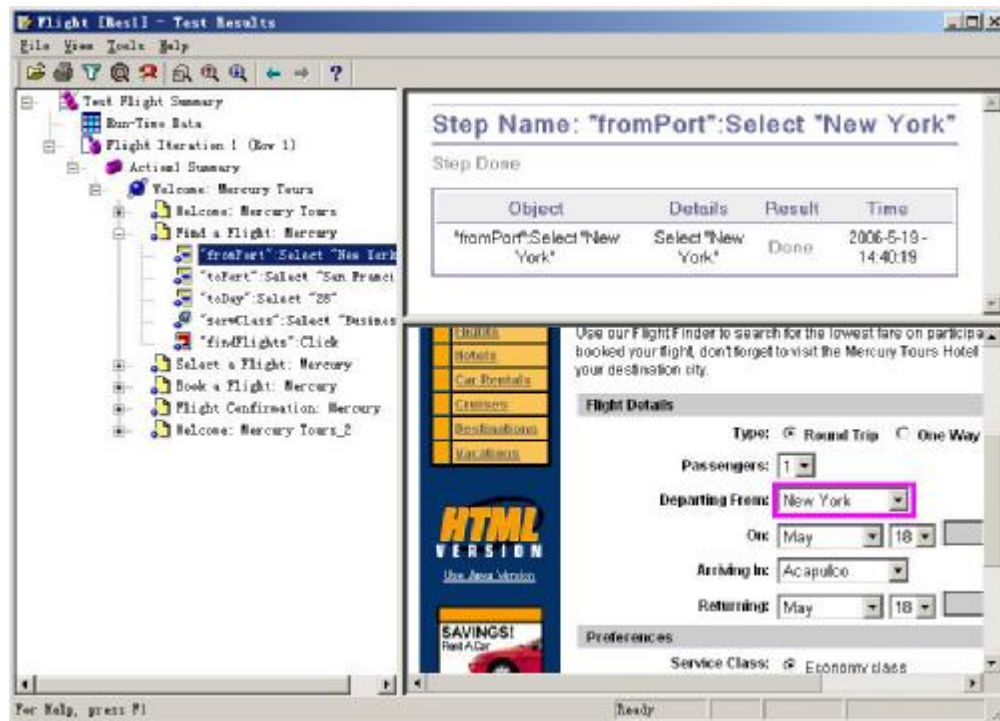 Flight [Res1] - Test Results
File View Tools Help
Test Flight Summary
Run-Time Data
Flight Iteration 1 (Row 1)
Action1 Summary
Welcome: Mercury Tours
Welcome: Mercury Tours
Find a Flight: Mercury
"fromPort":Select "New York
"toPort":Select "San Franci
"toDay":Select "28"
"servClass":Select "Busines
"findFlights":Click
Select a Flight: Mercury
Book a Flight: Mercury
Flight Confirmation: Mercury
Welcome: Mercury Tours_2
Step Name: "fromPort":Select "New York"
Step Done
Object Details Result Time
"fromPort":Select "New York" Select "New York" Done 2006-5-19 - 14:40:19
Flights
Hotels
Car Rentals
Cruises
Destinations
Vacations
HTML
VERSION
Use Java Version
SAVINGS!
Rent A Car
Use our Flight Finder to search for the lowest fare on participa
booked your flight, don't forget to visit the Mercury Tours Hotel
your destination city.
Flight Details
Type: Round Trip One Way
Passengers: 1
Departing From: New York
On: May 18
Arriving In: Acapulco
Returning: May 18
Preferences
Service Class: Economy class
For Help, press F1
Ready